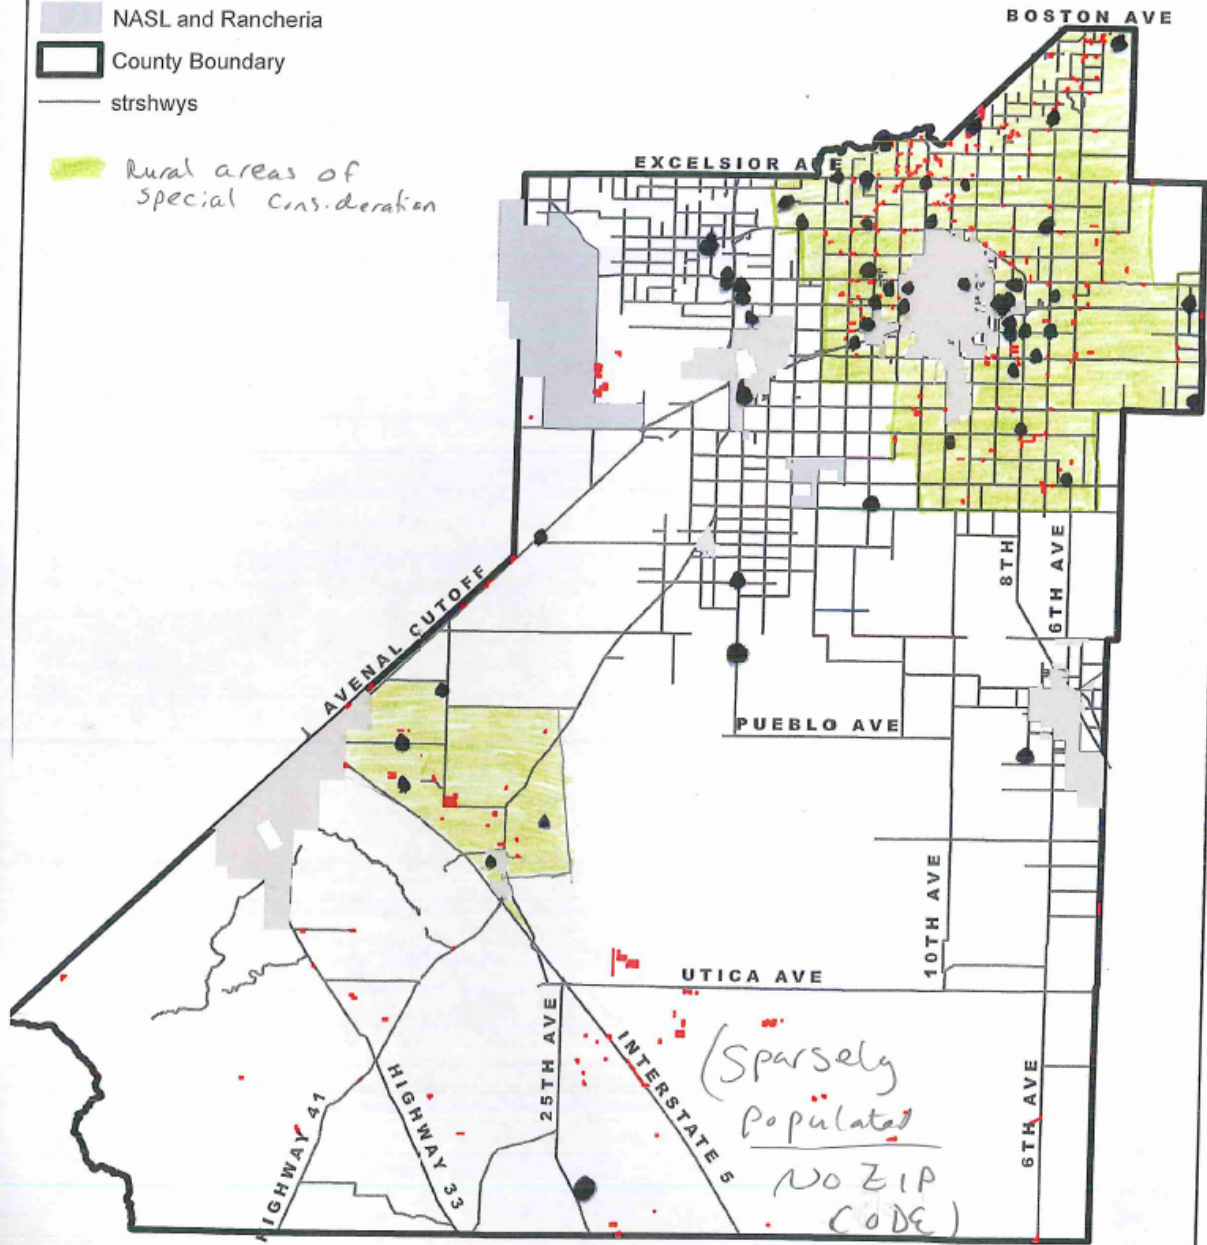 NASL and Rancheria
County Boundary
strshwys
Rural areas of
special consideration
BOSTON AVE
EXCELSIOR AVE
AVENAL CUTOFF
8TH
6TH AVE
PUEBLO AVE
10TH AVE
UTICA AVE
25TH AVE
INTERSTATE 5
HIGHWAY 33
HIGHWAY 41
6TH AVE
(Sparsely
Populated
NO ZIP
CODE)